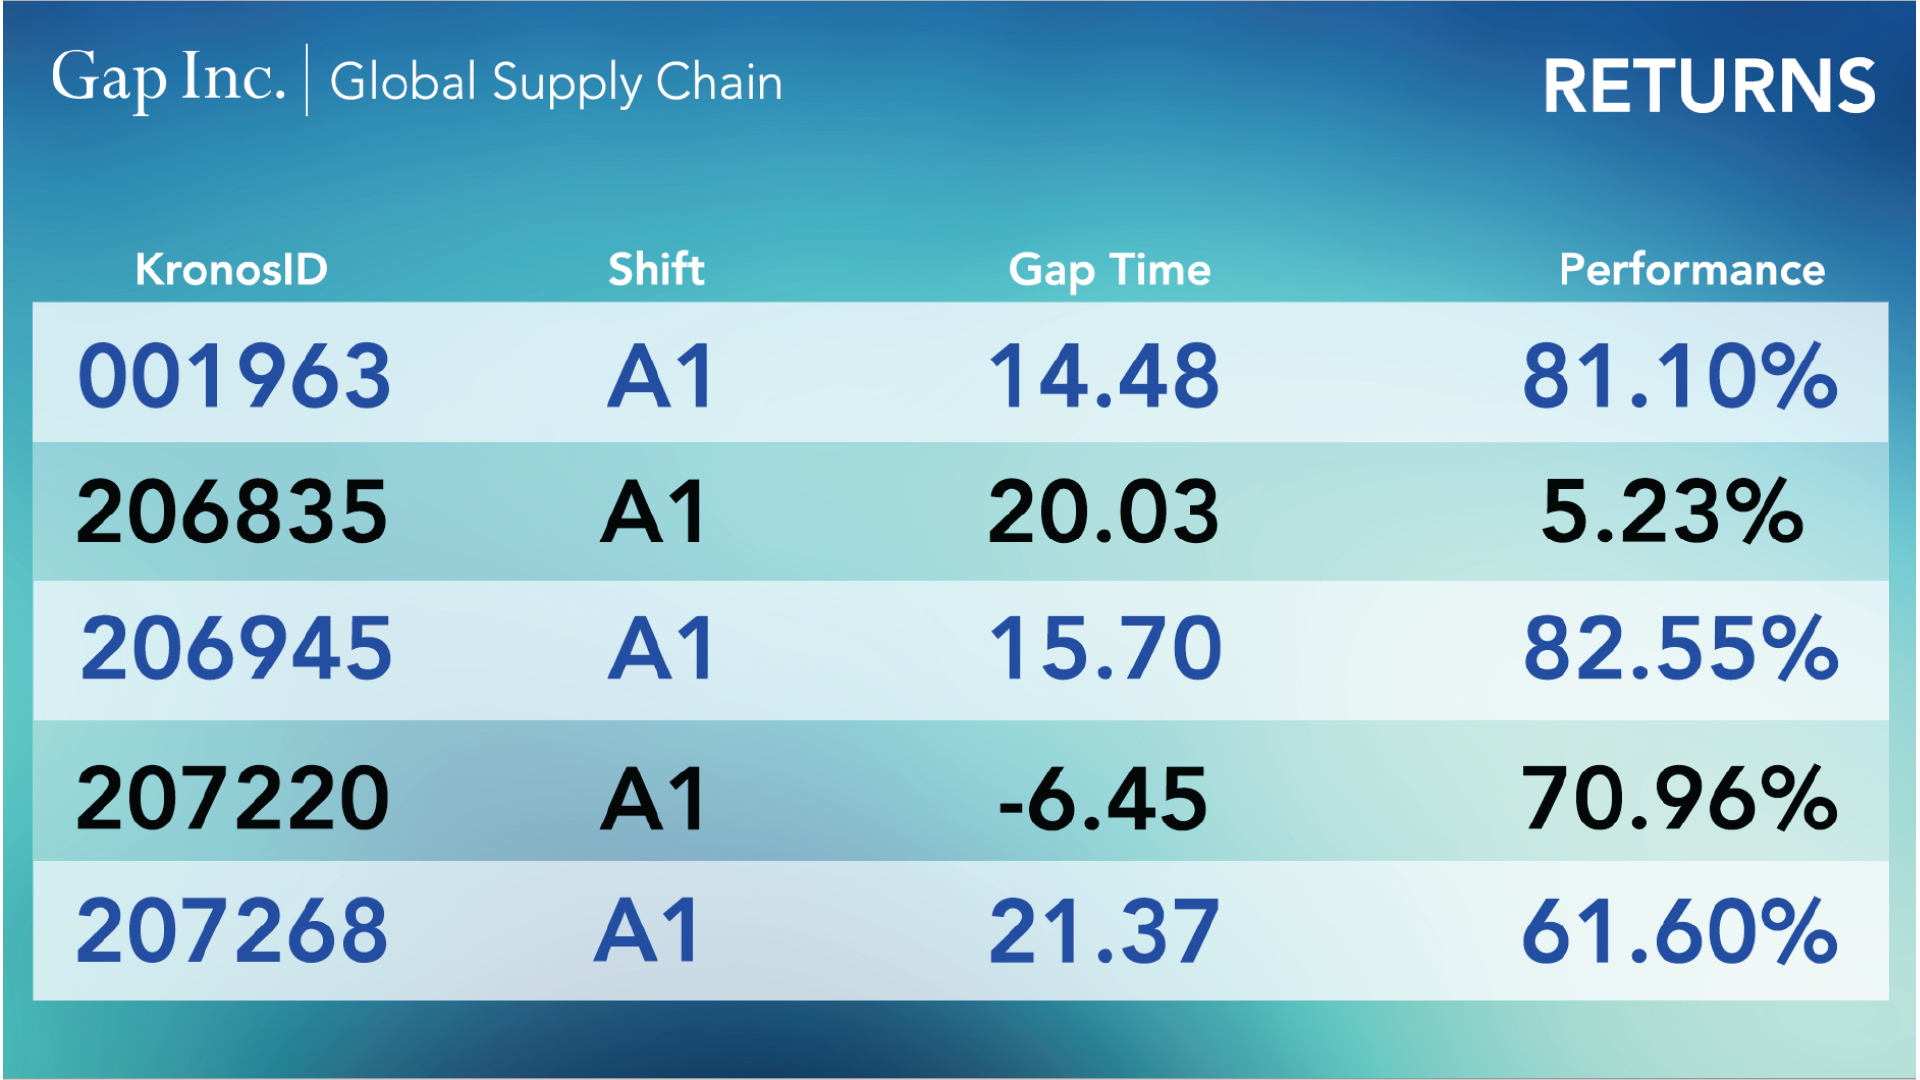 Gap Inc. | Global Supply Chain RETURNS
KronosID Shift Gap Time Performance
001963 A1 14.48 81.10%
206835 A1 20.03 5.23%
206945 A1 15.70 82.55%
207220 A1 -6.45 70.96%
207268 A1 21.37 61.60%